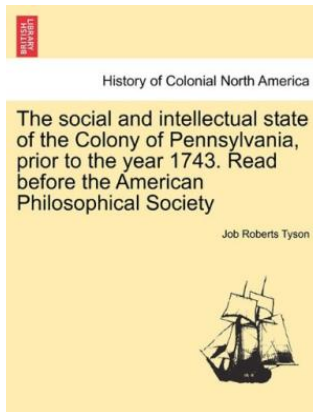 BRITISH
LIBRARY
History of Colonial North America
The social and intellectual state
of the Colony of Pennsylvania,
prior to the year 1743. Read
before the American
Philosophical Society
Job Roberts Tyson